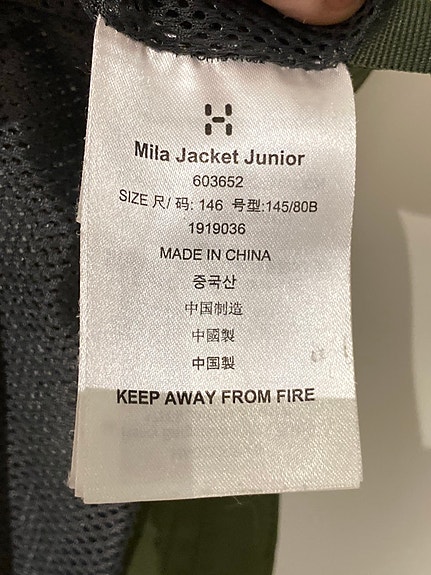 Mila Jacket Junior
603652
SIZE 尺/ 码: 146 号型:145/80B
1919036
MADE IN CHINA
중국산
中国制造
中國製
中国製
KEEP AWAY FROM FIRE